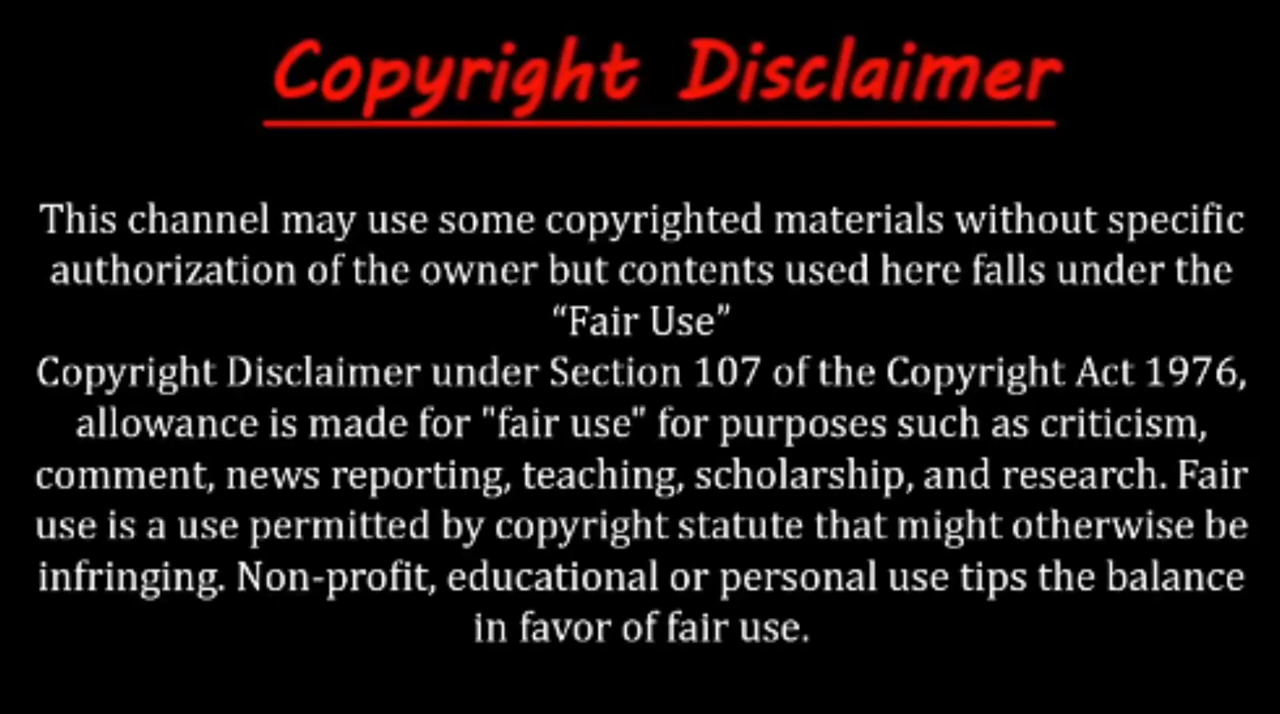 Copyright Disclaimer
This channel may use some copyrighted materials without specific
authorization of the owner but contents used here falls under the
“Fair Use”
Copyright Disclaimer under Section 107 of the Copyright Act 1976,
allowance is made for "fair use" for purposes such as criticism,
comment, news reporting, teaching, scholarship, and research. Fair
use is a use permitted by copyright statute that might otherwise be
infringing. Non-profit, educational or personal use tips the balance
in favor of fair use.